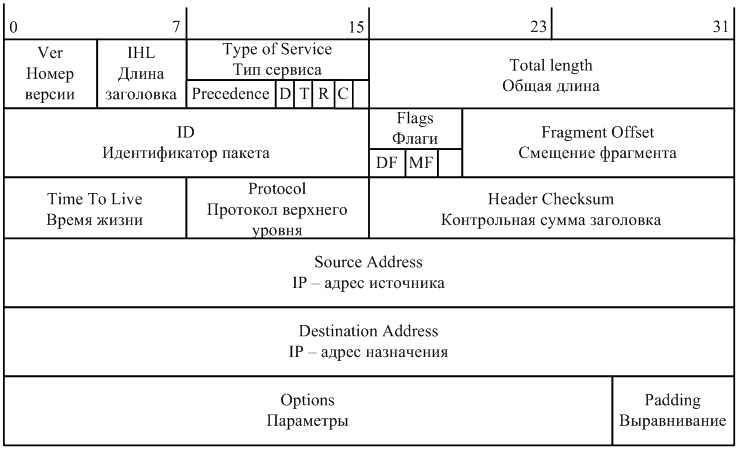 0 7 15 23 31
Ver
Номер
версии
IHL
Длина
заголовка
Type of Service
Тип сервиса
Precedence D T R C
Total length
Общая длина
ID
Идентификатор пакета
Flags
Флаги
DF MF
Fragment Offset
Смещение фрагмента
Time To Live
Время жизни
Protocol
Протокол верхнего
уровня
Header Checksum
Контрольная сумма заголовка
Source Address
IP – адрес источника
Destination Address
IP – адрес назначения
Options
Параметры
Padding
Выравнивание